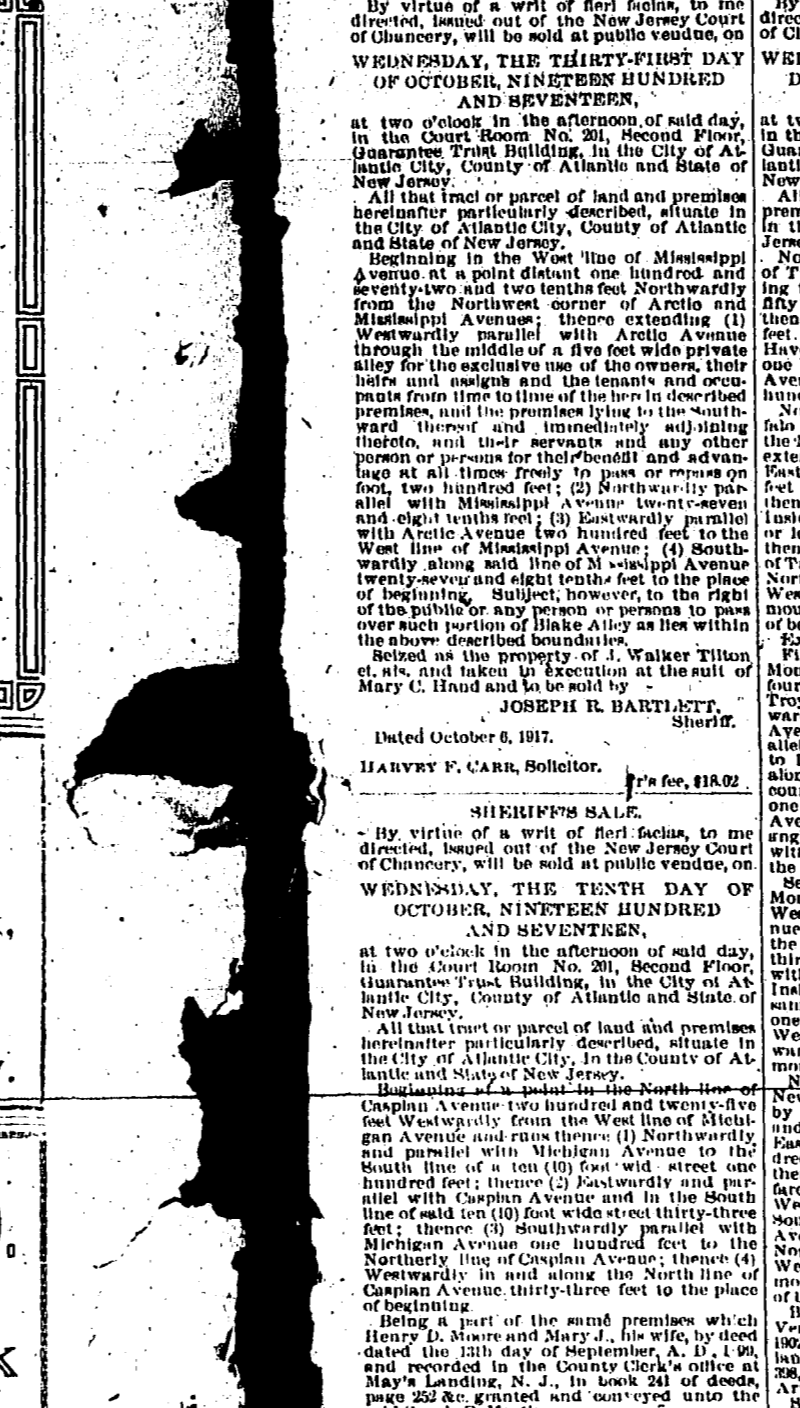 By virtue of a writ of fieri facias, to me
directed, issued out of the New Jersey Court
of Chancery, will be sold at public vendue, on
WEDNESDAY, THE THIRTY-FIRST DAY
OF OCTOBER, NINETEEN HUNDRED
AND SEVENTEEN,
at two o'clock in the afternoon of said day,
in the Court Room No. 201, Second Floor,
Guarantee Trust Building, in the City of At-
lantic City, County of Atlantic and State of
New Jersey.
All that tract or parcel of land and premises
hereinafter particularly described, situate in
the City of Atlantic City, County of Atlantic
and State of New Jersey.
Beginning in the West line of Mississippi
Avenue at a point distant one hundred and
seventy-two and two tenths feet Northwardly
from the Northwest corner of Arctic and
Mississippi Avenues; thence extending (1)
Westwardly parallel with Arctic Avenue
through the middle of a five feet wide private
alley for the exclusive use of the owners, their
heirs and assigns and the tenants and occu-
pants from time to time of the herein described
premises, and the premises lying to the South-
ward thereof and immediately adjoining
thereto, and their servants and any other
person or persons for their benefit and advan-
tage at all times freely to pass or repass on
foot, two hundred feet; (2) Northwardly par-
allel with Mississippi Avenue twenty-seven
and eight tenths feet; (3) Eastwardly parallel
with Arctic Avenue two hundred feet to the
West line of Mississippi Avenue; (4) South-
wardly along said line of Mississippi Avenue
twenty-seven and eight tenths feet to the place
of beginning. Subject, however, to the right
of the public or any person or persons to pass
over such portion of Blake Alley as lies within
the above described boundaries.
Seized as the property of J. Walker Tilton
et. als. and taken in execution at the suit of
Mary C. Hand and to be sold by
JOSEPH R. BARTLETT,
Sheriff.
Dated October 6, 1917.
HARVEY F. CARR, Solicitor.
r's fee, $18.02
SHERIFF'S SALE.
By virtue of a writ of fieri facias, to me
directed, issued out of the New Jersey Court
of Chancery, will be sold at public vendue, on
WEDNESDAY, THE TENTH DAY OF
OCTOBER, NINETEEN HUNDRED
AND SEVENTEEN,
at two o'clock in the afternoon of said day,
in the Court Room No. 201, Second Floor,
Guarantee Trust Building, in the City of At-
lantic City, County of Atlantic and State of
New Jersey.
All that tract or parcel of land and premises
hereinafter particularly described, situate in
the City of Atlantic City, in the County of At-
lantic and State of New Jersey.
Beginning at a point in the North line of
Caspian Avenue two hundred and twenty-five
feet Westwardly from the West line of Michi-
gan Avenue and runs thence (1) Northwardly
and parallel with Michigan Avenue to the
South line of a ten (10) foot wide street one
hundred feet; thence (2) Eastwardly and par-
allel with Caspian Avenue and in the South
line of said ten (10) foot wide street thirty-three
feet; thence (3) Southwardly parallel with
Michigan Avenue one hundred feet to the
Northerly line of Caspian Avenue; thence (4)
Westwardly in and along the North line of
Caspian Avenue thirty-three feet to the place
of beginning.
Being a part of the same premises which
Henry D. Moore and Mary J., his wife, by deed
dated the 13th day of September, A. D.
and recorded in the County Clerk's office at
May's Landing, N. J., in book 241 of deeds,
page 252 &c. granted and conveyed unto the